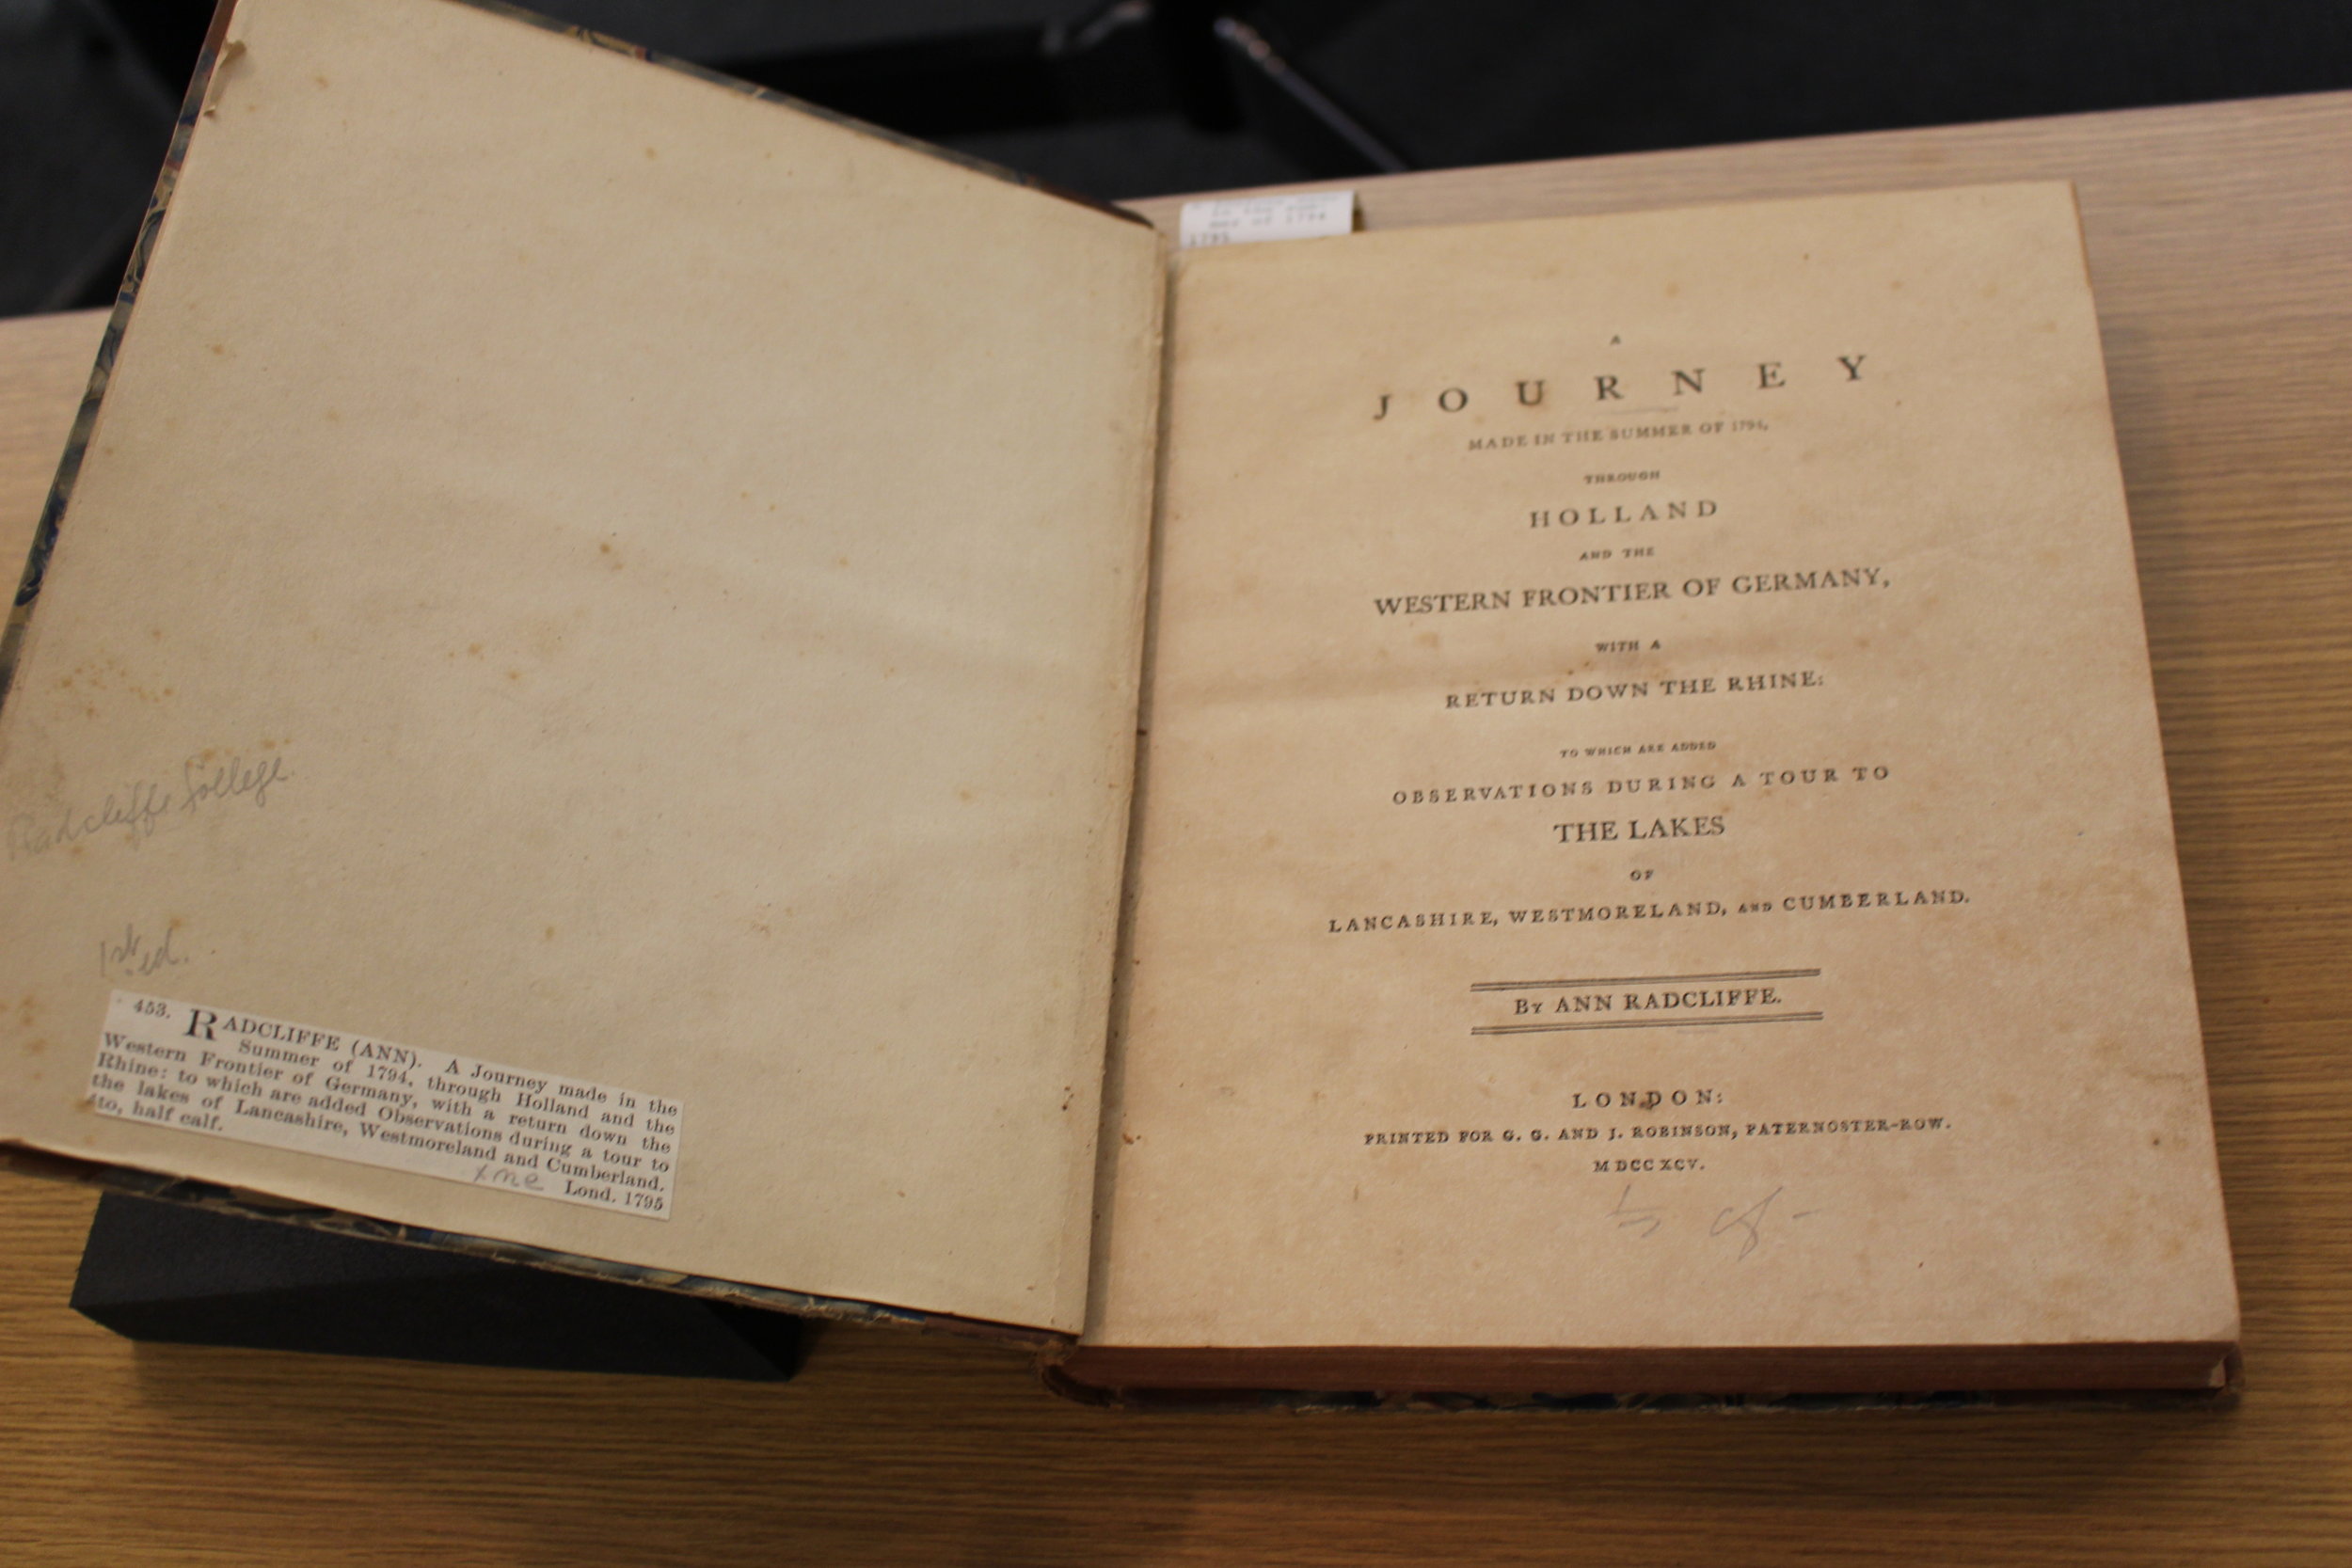 Radcliffe College
1st ed.
453. RADCLIFFE (ANN). A Journey made in the
Summer of 1794, through Holland and the
Western Frontier of Germany, with a return down the
Rhine: to which are added Observations during a tour to
the lakes of Lancashire, Westmoreland and Cumberland.
4to, half calf.
Lond. 1795
1795
A
JOURNEY
MADE IN THE SUMMER OF 1794,
THROUGH
HOLLAND
AND THE
WESTERN FRONTIER OF GERMANY,
WITH A
RETURN DOWN THE RHINE:
TO WHICH ARE ADDED
OBSERVATIONS DURING A TOUR TO
THE LAKES
OF
LANCASHIRE, WESTMORELAND, AND CUMBERLAND.
BY ANN RADCLIFFE.
LONDON:
PRINTED FOR G. G. AND J. ROBINSON, PATERNOSTER-ROW.
MDCCXCV.